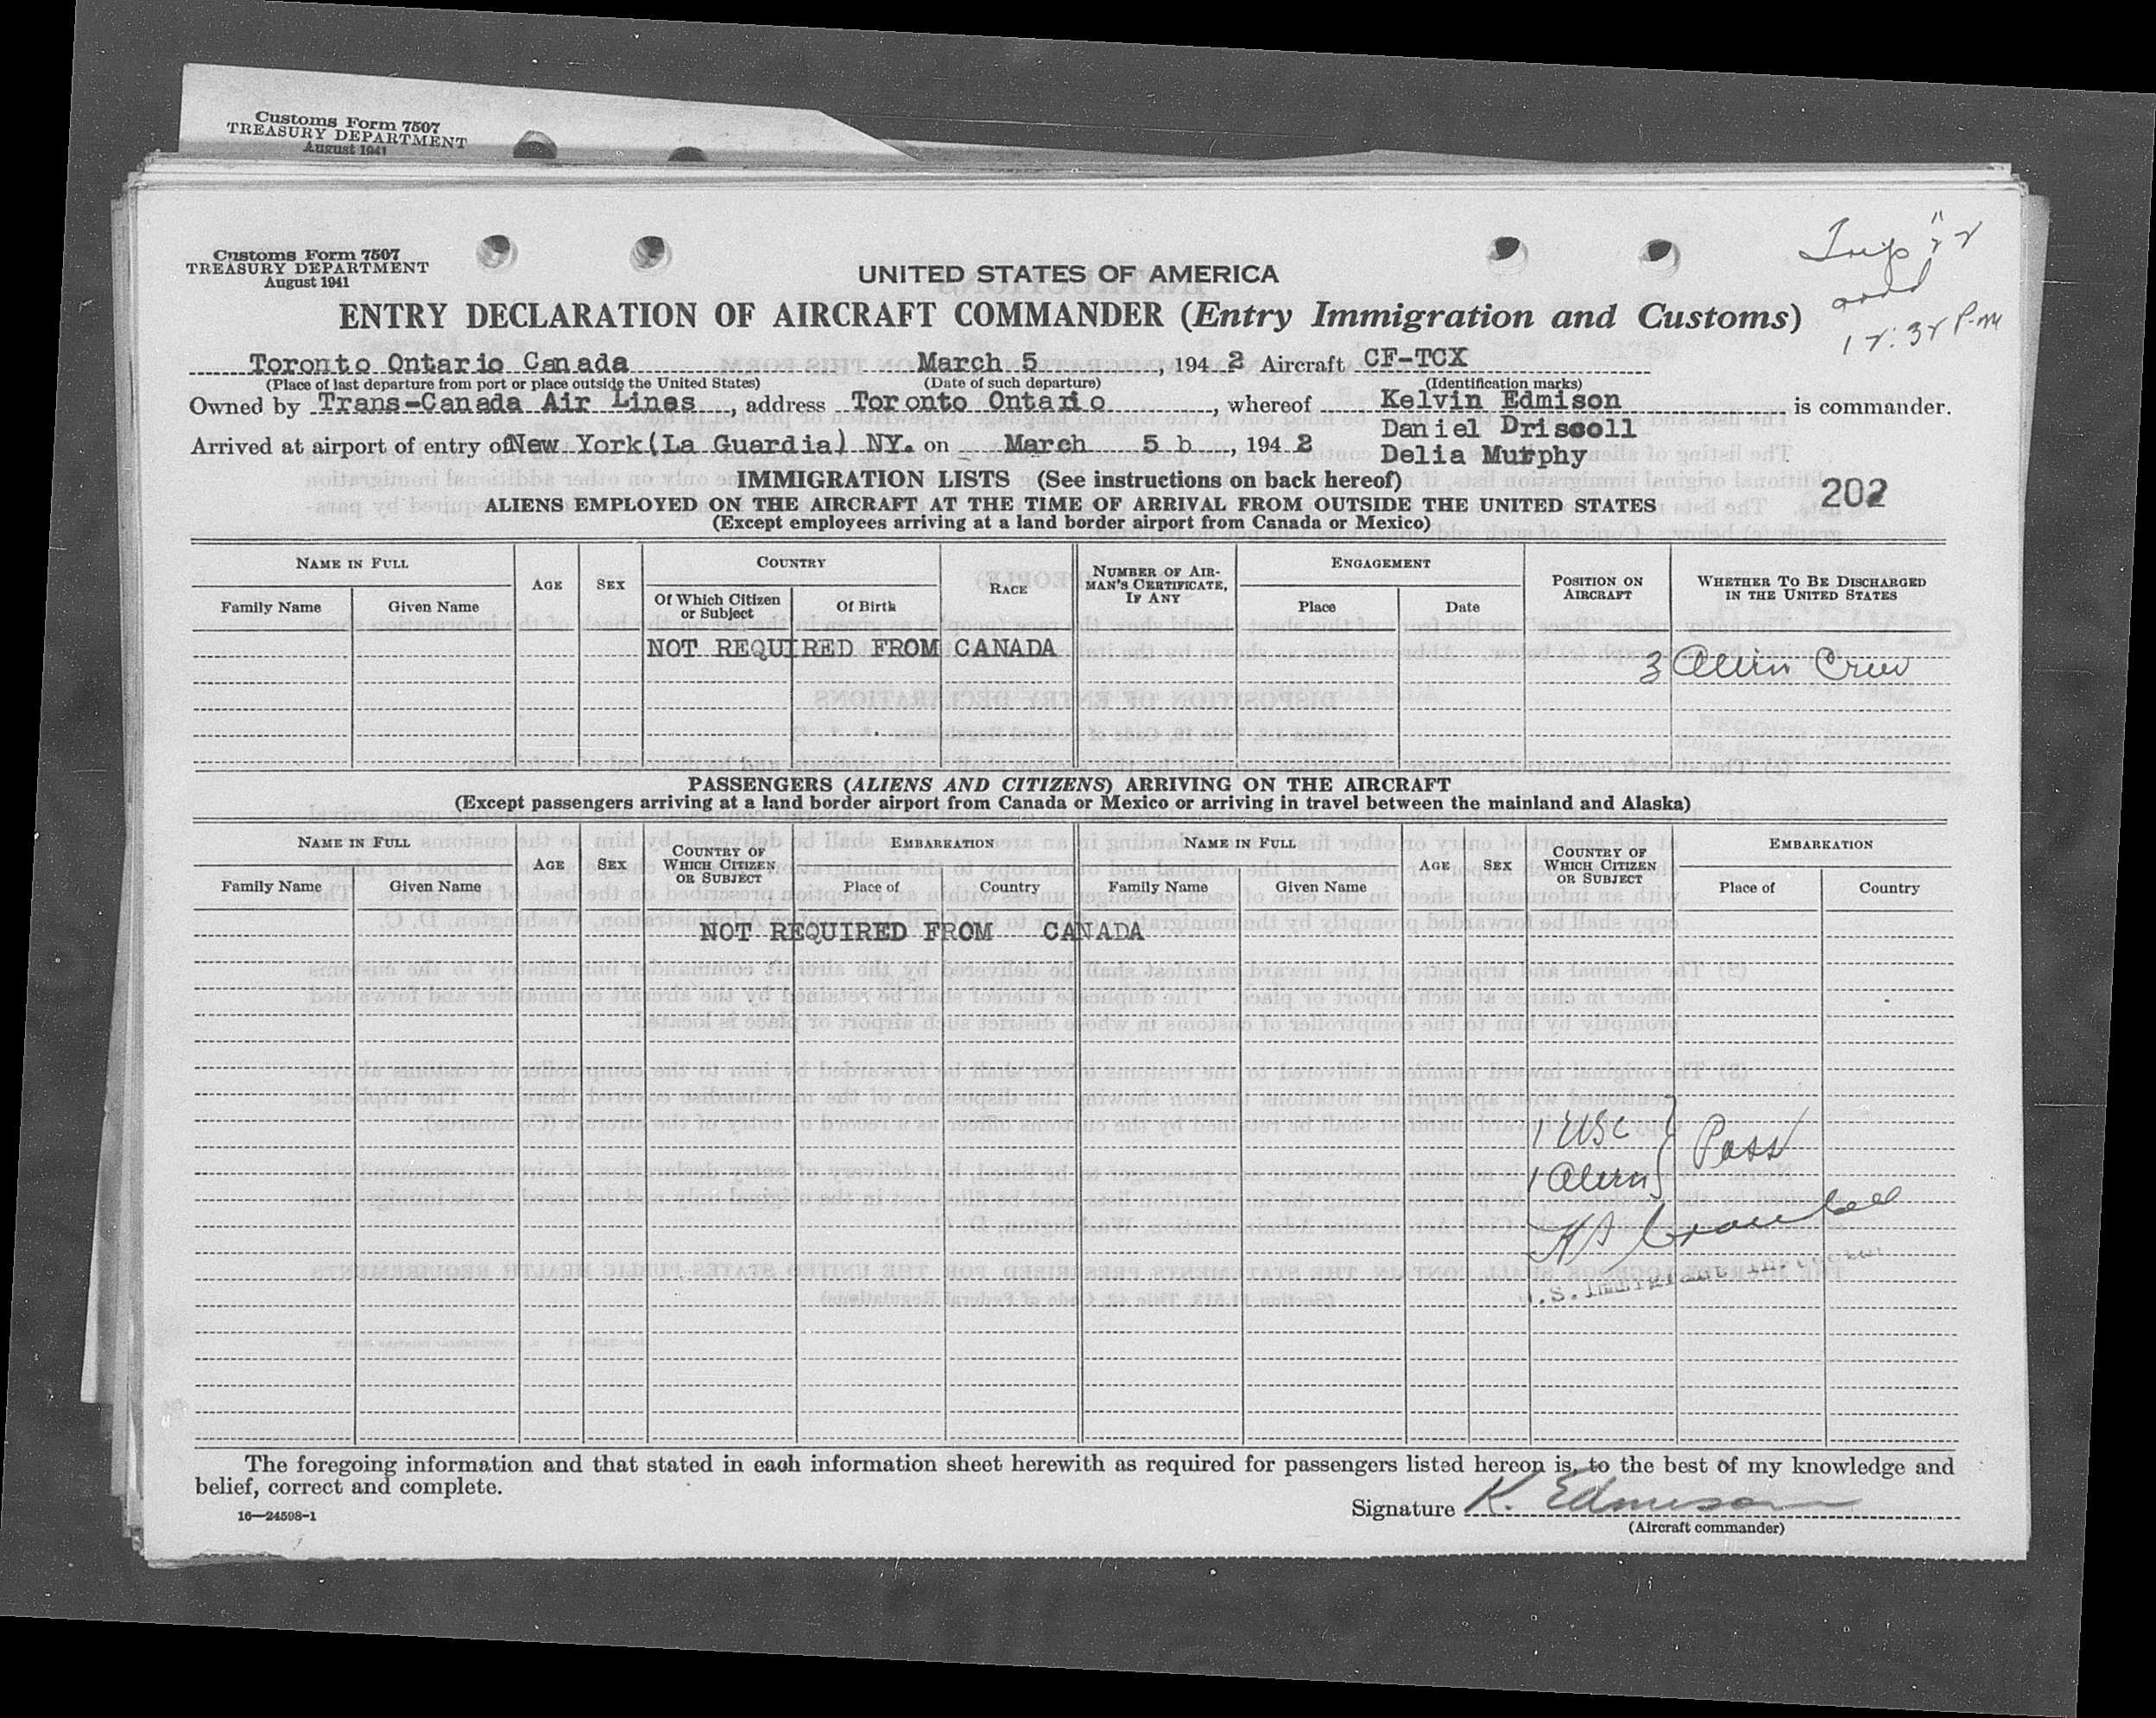 Customs Form 7507
TREASURY DEPARTMENT
August 1941
Customs Form 7507
TREASURY DEPARTMENT
August 1941
Trip
12:32 P.M
UNITED STATES OF AMERICA
ENTRY DECLARATION OF AIRCRAFT COMMANDER (Entry Immigration and Customs)
Toronto Ontario Canada March 5, 194 2 Aircraft CF-TCX
(Place of last departure from port or place outside the United States) (Date of such departure) (Identification marks)
Owned by Trans-Canada Air Lines, address Toronto Ontario, whereof Kelvin Edmison is commander.
Daniel Driscoll
Arrived at airport of entry of New York(La Guardia) NY. on March 5 b, 194 2
Delia Murphy
IMMIGRATION LISTS (See instructions on back hereof)
202
ALIENS EMPLOYED ON THE AIRCRAFT AT THE TIME OF ARRIVAL FROM OUTSIDE THE UNITED STATES
(Except employees arriving at a land border airport from Canada or Mexico)
NAME IN FULL AGE SEX COUNTRY RACE NUMBER OF AIRMAN'S CERTIFICATE, IF ANY ENGAGEMENT POSITION ON AIRCRAFT WHETHER TO BE DISCHARGED IN THE UNITED STATES
Family Name Given Name Of Which Citizen or Subject Of Birth Place Date
NOT REQUIRED FROM CANADA
3 Alien Crew
PASSENGERS (ALIENS AND CITIZENS) ARRIVING ON THE AIRCRAFT
(Except passengers arriving at a land border airport from Canada or Mexico or arriving in travel between the mainland and Alaska)
NAME IN FULL AGE SEX COUNTRY OF WHICH CITIZEN OR SUBJECT EMBARKATION NAME IN FULL AGE SEX COUNTRY OF WHICH CITIZEN OR SUBJECT EMBARKATION
Family Name Given Name Place of Country Family Name Given Name Place of Country
NOT REQUIRED FROM CANADA
1 USC
1 Alien
Pass
U.S. Immigrant Inspector
The foregoing information and that stated in each information sheet herewith as required for passengers listed hereon is, to the best of my knowledge and
belief, correct and complete.
Signature K. Edmison
(Aircraft commander)
16—24598-1